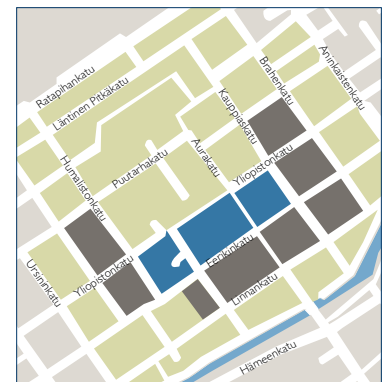 Ratapihankatu
Läntinen Pitkäkatu
Brahenkatu
Aninkaistenkatu
Kauppiaskatu
Humalistonkatu
Puutarhakatu
Aurakatu
Yliopistonkatu
Yliopistonkatu
Eerikinkatu
Ursininkatu
Linnankatu
Hämeenkatu